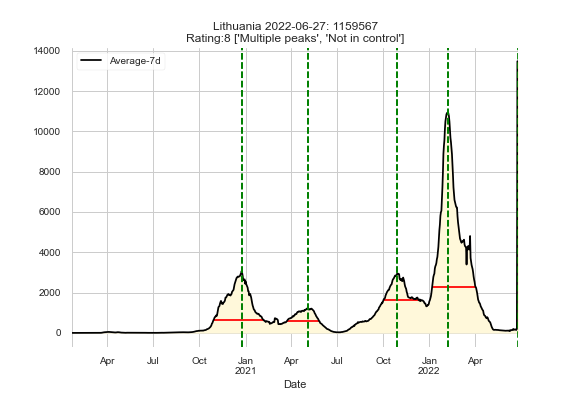 Lithuania 2022-06-27: 1159567
Rating:8 ['Multiple peaks', 'Not in control']
14000
Average-7d
12000
10000
8000
6000
4000
2000
0
Apr Jul Oct Jan Apr Jul Oct Jan Apr
2021 2022
Date